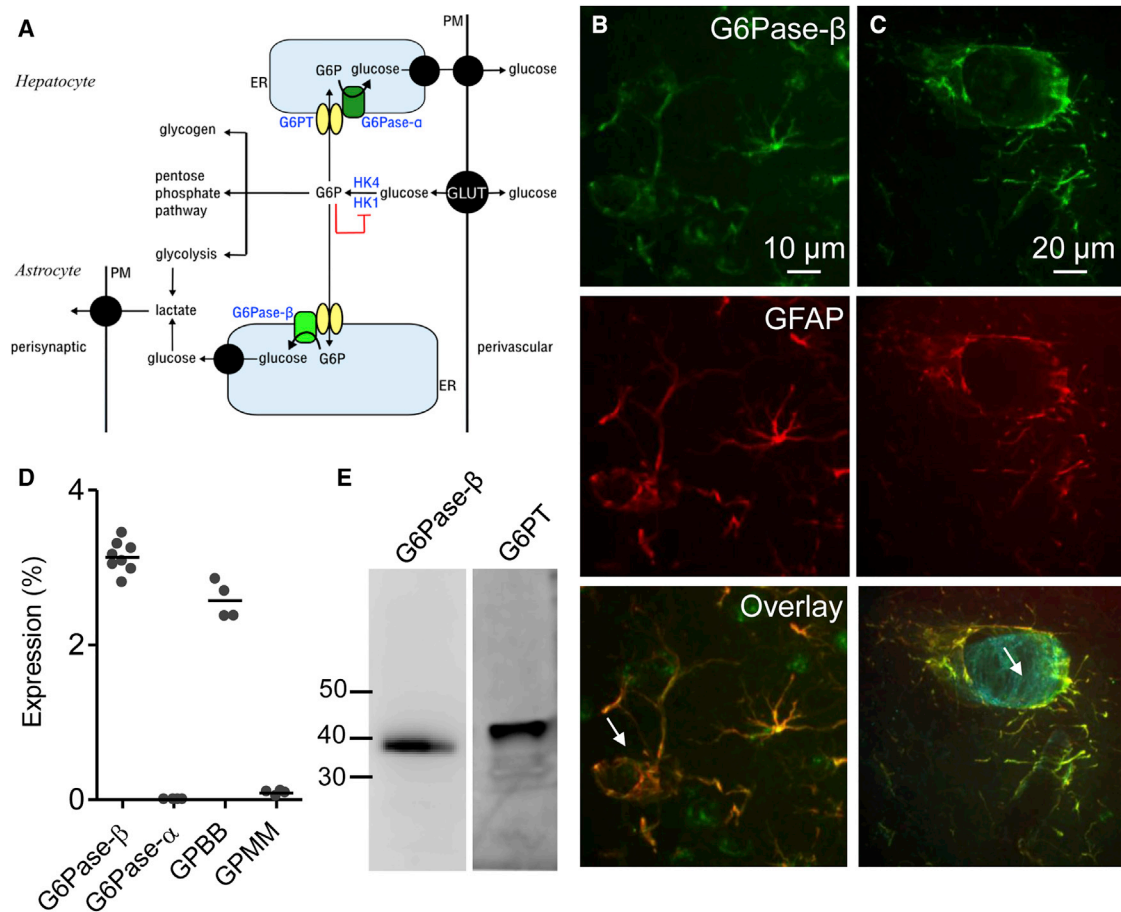 A
PM
Hepatocyte
ER
G6P
glucose
glucose
G6PT
G6Pase-α
glycogen
pentose
phosphate
pathway
G6P
HK4
HK1
glucose
GLUT
glucose
glycolysis
Astrocyte
PM
lactate
G6Pase-β
perisynaptic
glucose
glucose
G6P
perivascular
ER
B
G6Pase-β
10 µm
C
20 µm
GFAP
Overlay
D
Expression (%)
4
2
0
G6Pase-β
G6Pase-α
GPBB
GPMM
E
G6Pase-β
G6PT
50
40
30